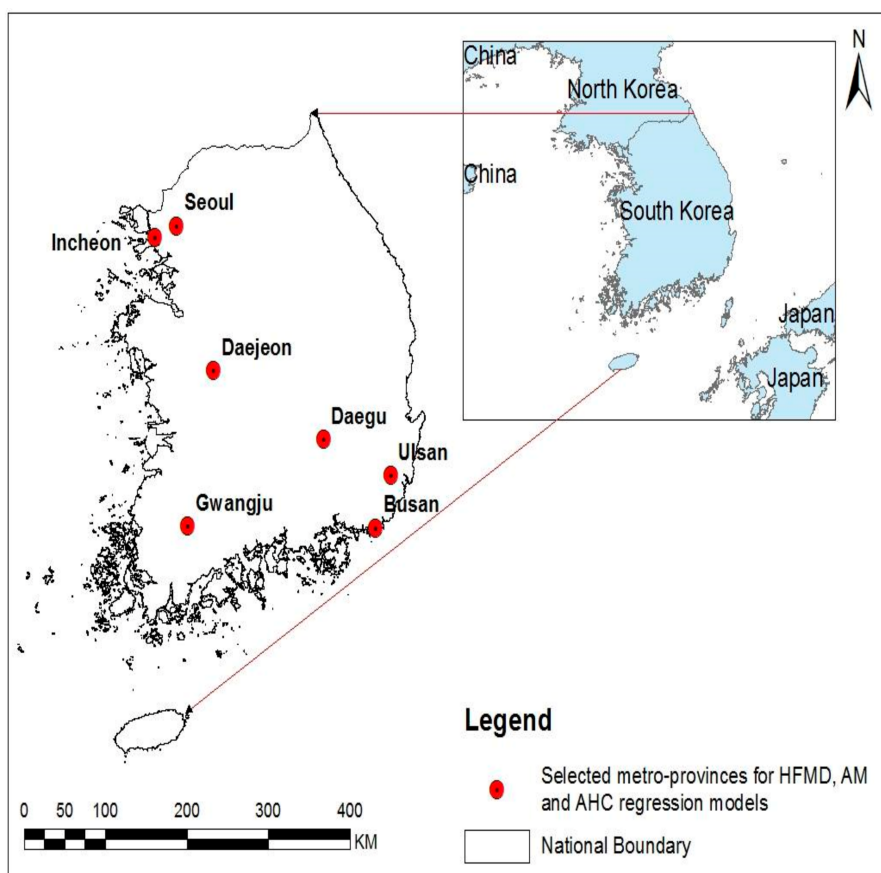 China
N
North Korea
China
Seoul
South Korea
Incheon
Japan
Daejeon
Japan
Daegu
Ulsan
Gwangju
Busan
Legend
Selected metro-provinces for HFMD, AM
and AHC regression models
0 50 100 200 300 400
KM
National Boundary